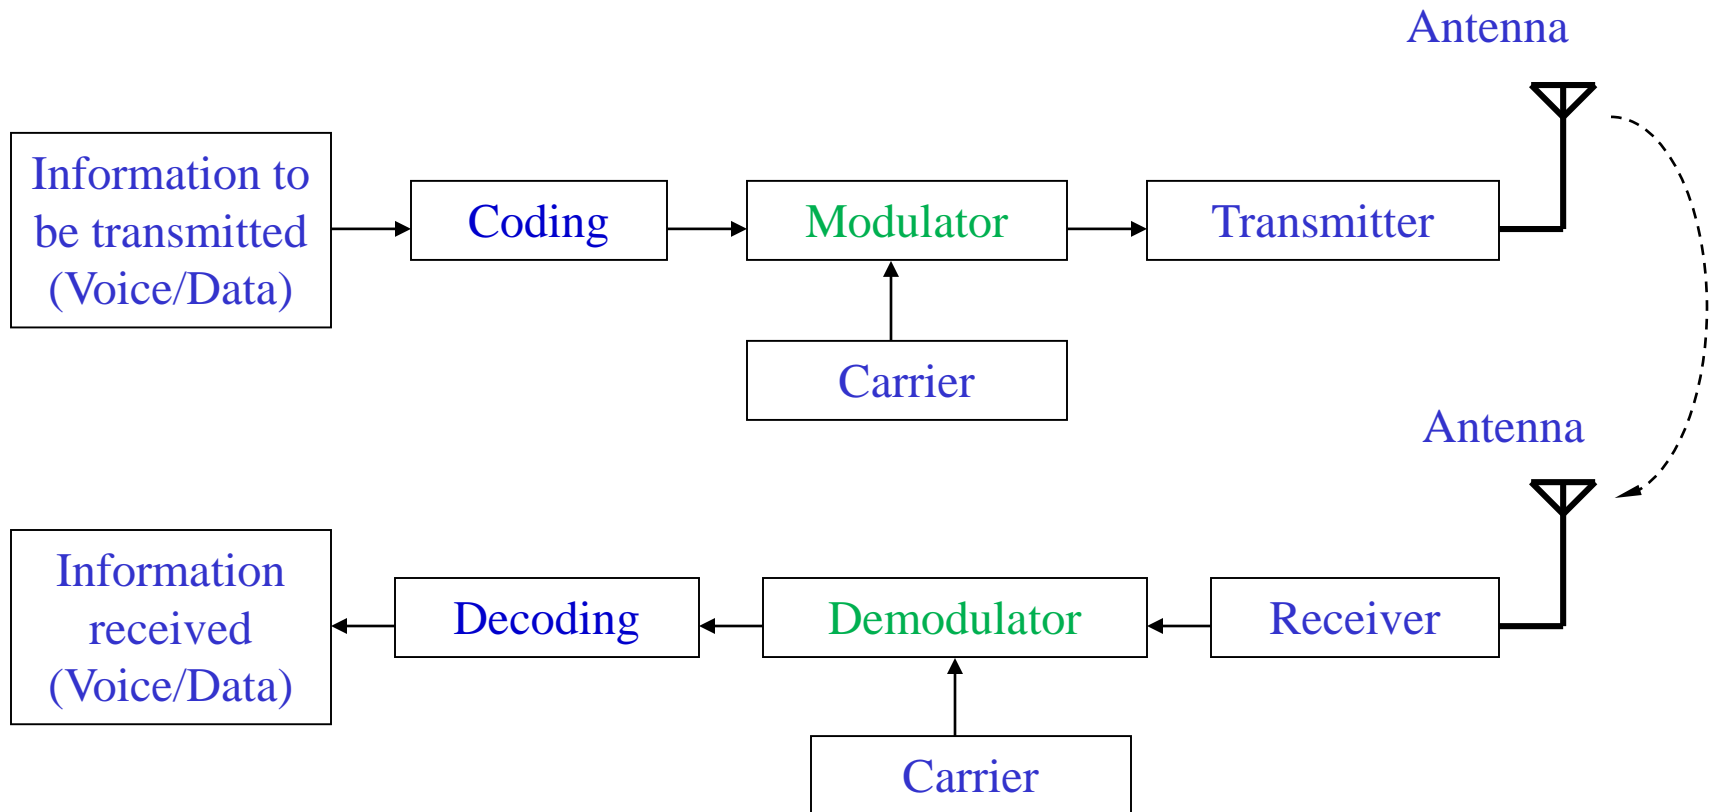 Antenna
Information to
be transmitted
(Voice/Data)
Coding
Modulator
Transmitter
Carrier
Antenna
Information
received
(Voice/Data)
Decoding
Demodulator
Receiver
Carrier